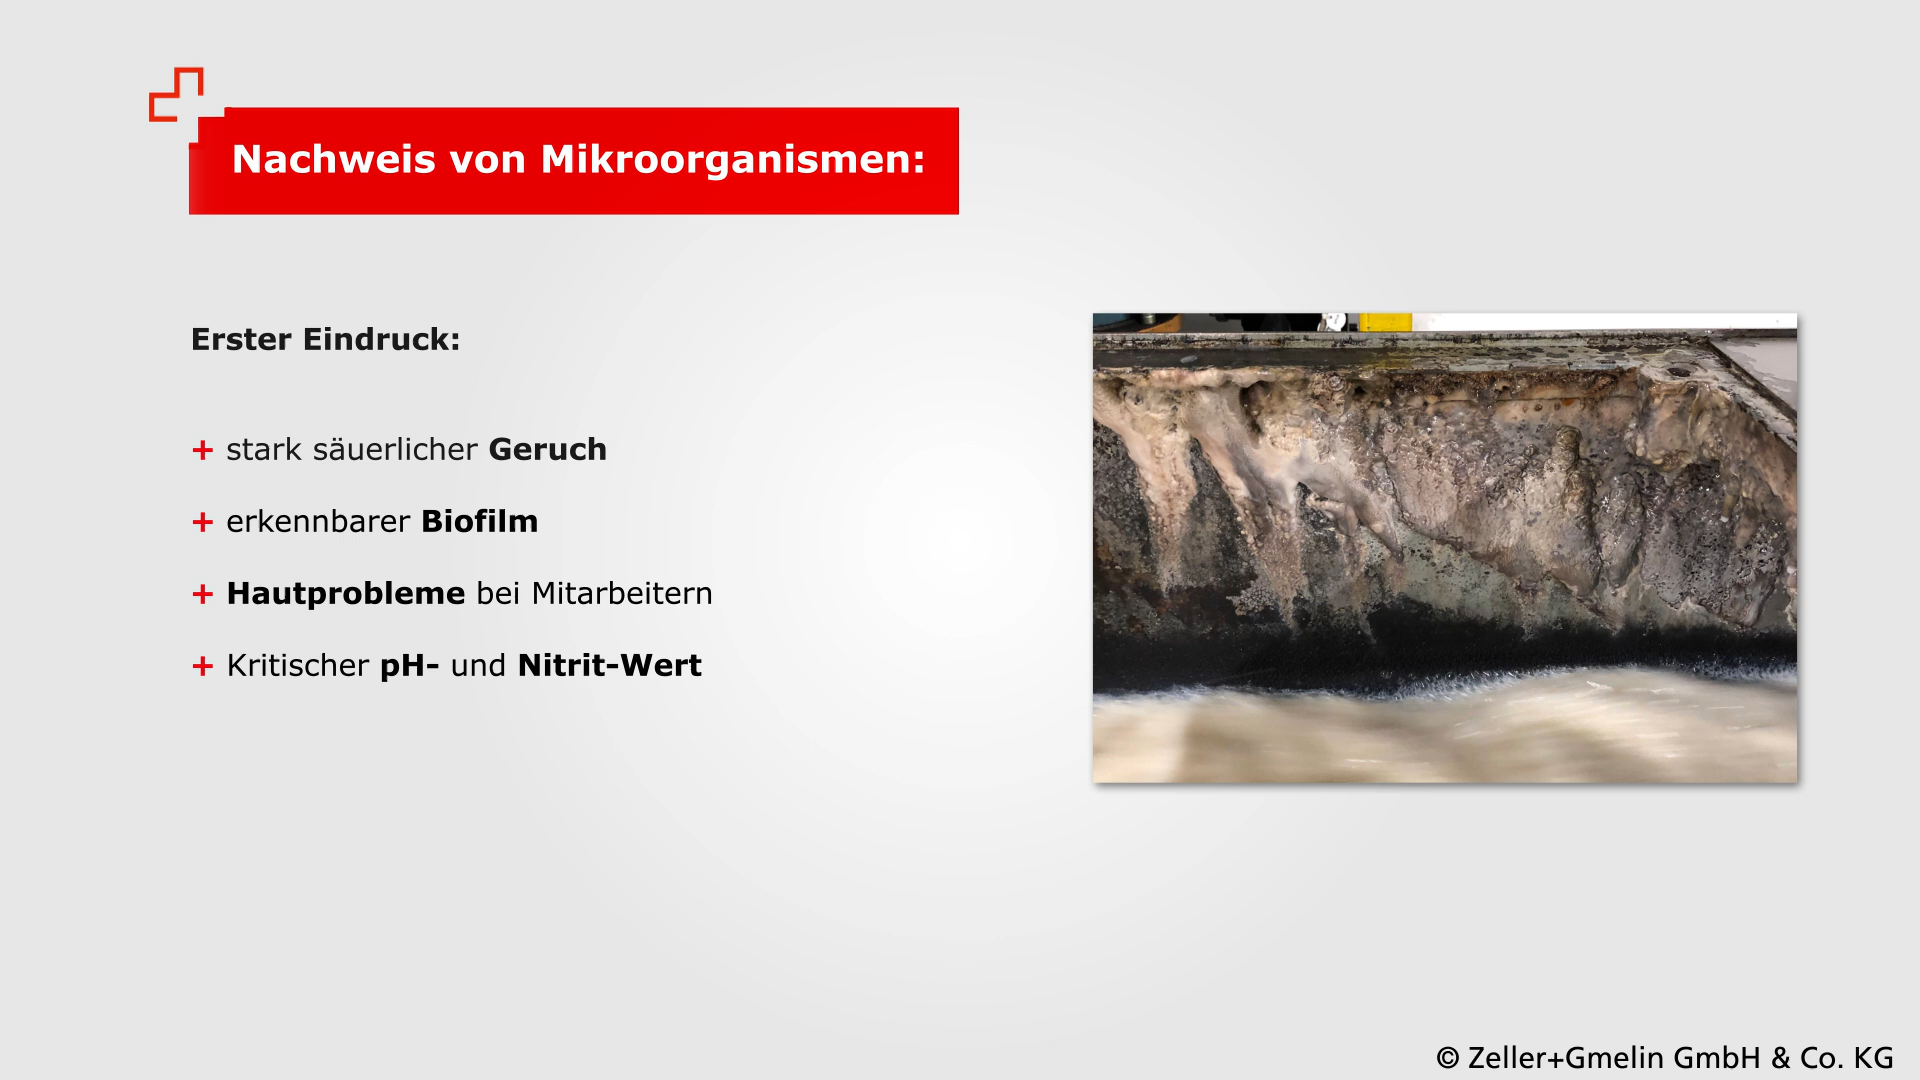 Nachweis von Mikroorganismen:
Erster Eindruck:
+ stark säuerlicher Geruch
+ erkennbarer Biofilm
+ Hautprobleme bei Mitarbeitern
+ Kritischer pH- und Nitrit-Wert
© Zeller+Gmelin GmbH & Co. KG